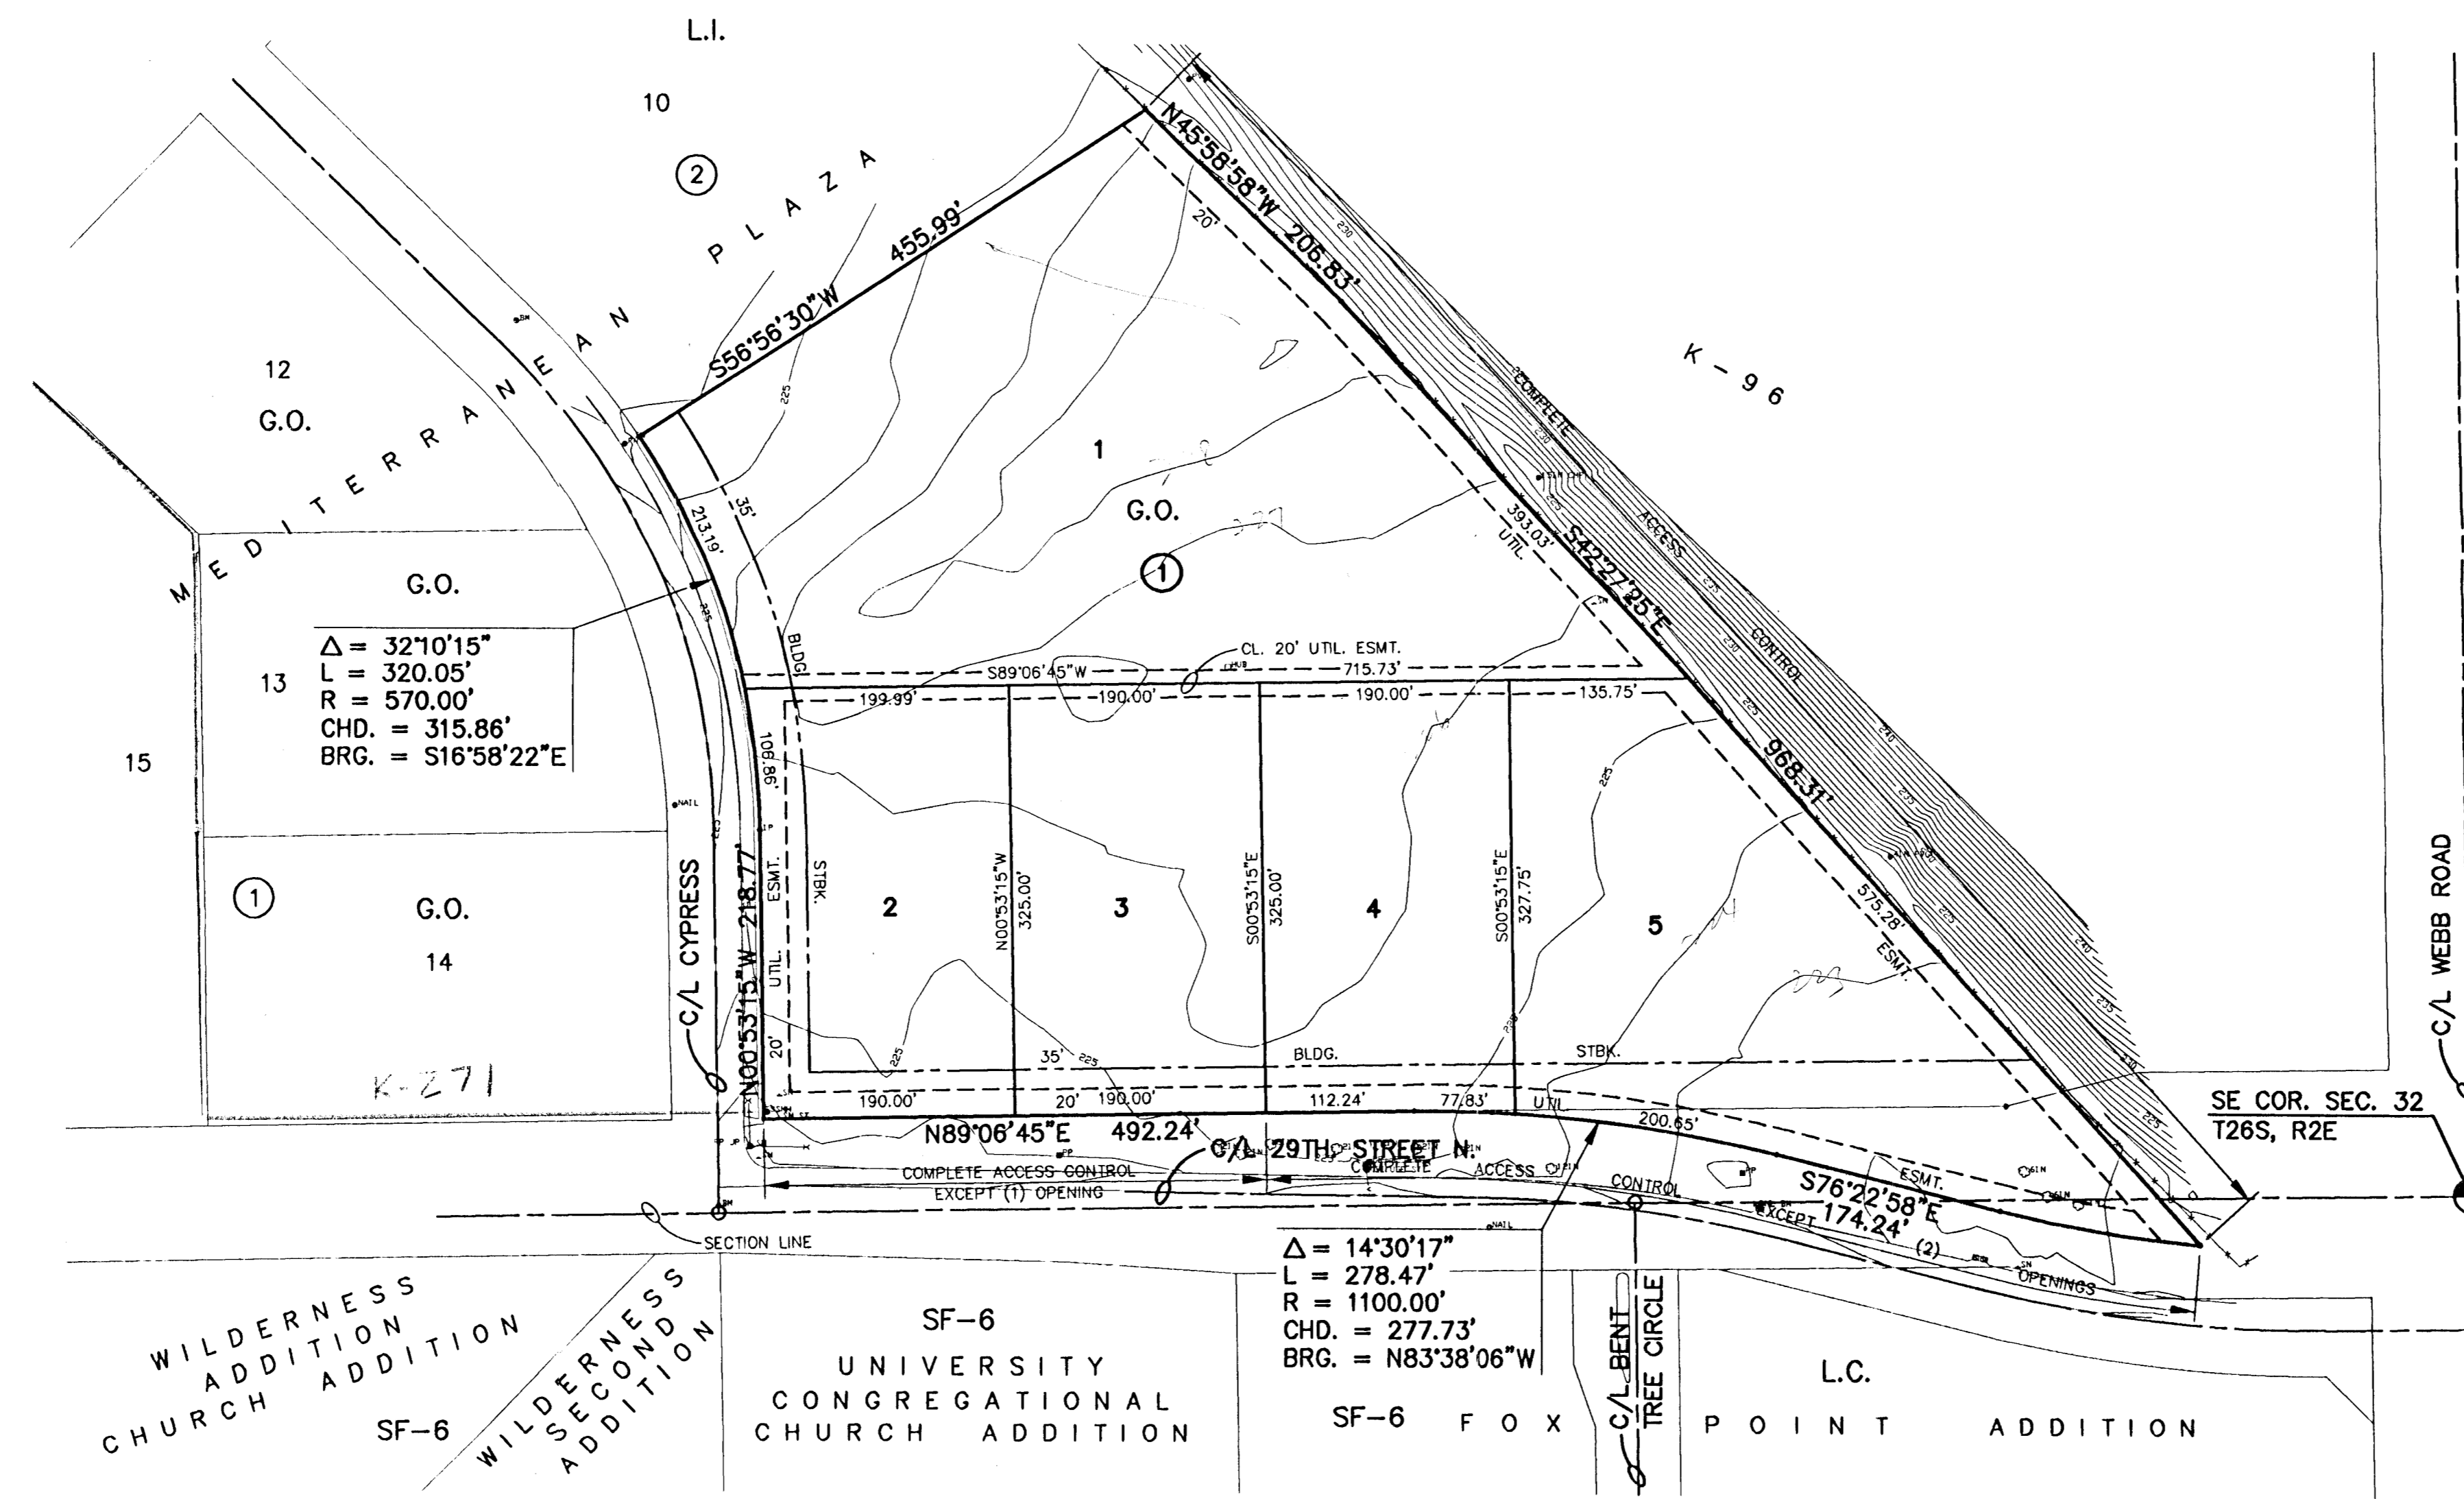 L.I.
10
2
MEDITERRANEAN PLAZA
12
G.O.
G.O.
13
15
1
G.O.
14
K-271
Δ = 32°10'15"
L = 320.05'
R = 570.00'
CHD. = 315.86'
BRG. = S16°58'22"E
S56°56'30"W 455.99'
N45°58'58"W 206.83'
20'
K-96
COMPLETE ACCESS CONTROL
1
G.O.
1
213.19'
35'
BLDG.
STBK.
225
393.03'
UTIL.
S42°27'25"E 968.31'
CL. 20' UTIL. ESMT.
S89°06'45"W 715.73'
HUB
199.99'
190.00'
190.00'
135.75'
106.86'
N00°53'15"W 218.77'
20' UTIL. ESMT.
C/L CYPRESS
NAIL
2
N00°53'15"W
325.00'
3
S00°53'15"E
325.00'
4
S00°53'15"E
327.75'
5
575.28'
ESMT.
225
230
235
240
35' BLDG. STBK.
190.00'
20'
190.00'
112.24'
77.83'
UTIL.
200.65'
ESMT.
N89°06'45"E 492.24'
C/L 29TH. STREET N.
COMPLETE ACCESS CONTROL
EXCEPT (1) OPENING
COMPLETE ACCESS CONTROL EXCEPT (2) OPENINGS
S76°22'58"E
174.24'
SECTION LINE
SE COR. SEC. 32
T26S, R2E
C/L WEBB ROAD
Δ = 14°30'17"
L = 278.47'
R = 1100.00'
CHD. = 277.73'
BRG. = N83°38'06"W
NAIL
C/L BENT
TREE CIRCLE
WILDERNESS
ADDITION
CHURCH ADDITION
SF-6
WILDERNESS
SECOND
ADDITION
SF-6
UNIVERSITY
CONGREGATIONAL
CHURCH ADDITION
SF-6
FOX POINT ADDITION
L.C.